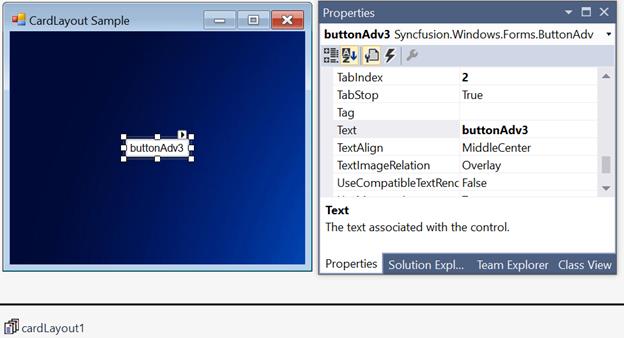 CardLayout Sample
buttonAdv3
Properties
buttonAdv3 Syncfusion.Windows.Forms.ButtonAdv
TabIndex 2
TabStop True
Tag
Text buttonAdv3
TextAlign MiddleCenter
TextImageRelation Overlay
UseCompatibleTextRenc False
Text
The text associated with the control.
Properties Solution Expl... Team Explorer Class View
cardLayout1